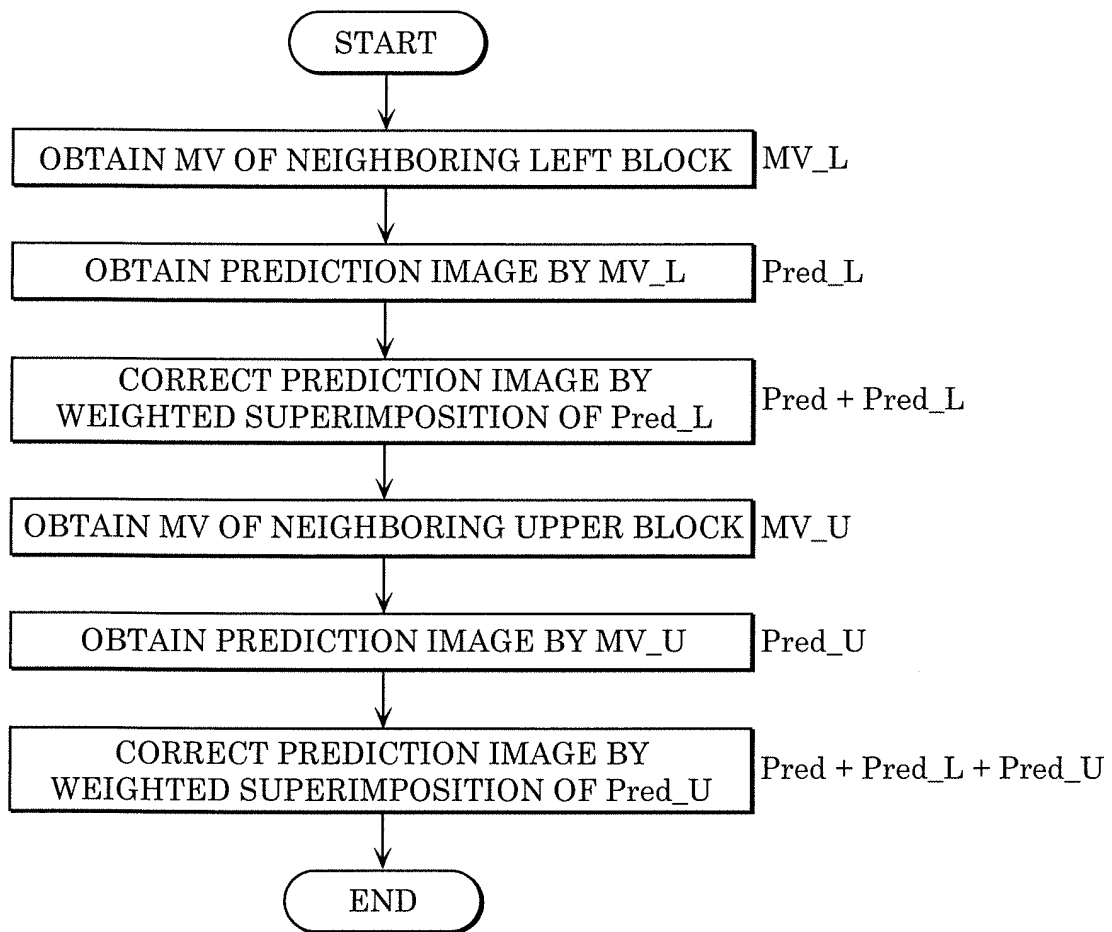 START
OBTAIN MV OF NEIGHBORING LEFT BLOCK MV_L
OBTAIN PREDICTION IMAGE BY MV_L Pred_L
CORRECT PREDICTION IMAGE BY
WEIGHTED SUPERIMPOSITION OF Pred_L
Pred + Pred_L
OBTAIN MV OF NEIGHBORING UPPER BLOCK MV_U
OBTAIN PREDICTION IMAGE BY MV_U Pred_U
CORRECT PREDICTION IMAGE BY
WEIGHTED SUPERIMPOSITION OF Pred_U
Pred + Pred_L + Pred_U
END